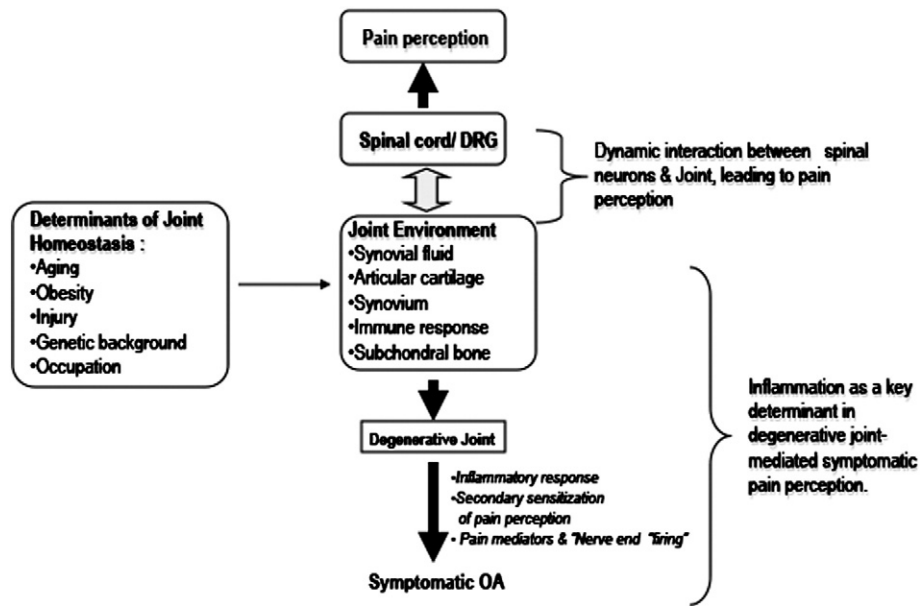 Pain perception
Spinal cord/ DRG
Dynamic interaction between spinal
neurons & Joint, leading to pain
perception
Determinants of Joint
Homeostasis :
•Aging
•Obesity
•Injury
•Genetic background
•Occupation
Joint Environment
•Synovial fluid
•Articular cartilage
•Synovium
•Immune response
•Subchondral bone
Degenerative Joint
•Inflammatory response
•Secondary sensitization
of pain perception
• Pain mediators & "Nerve end "firing"
Symptomatic OA
Inflammation as a key
determinant in
degenerative joint-
mediated symptomatic
pain perception.